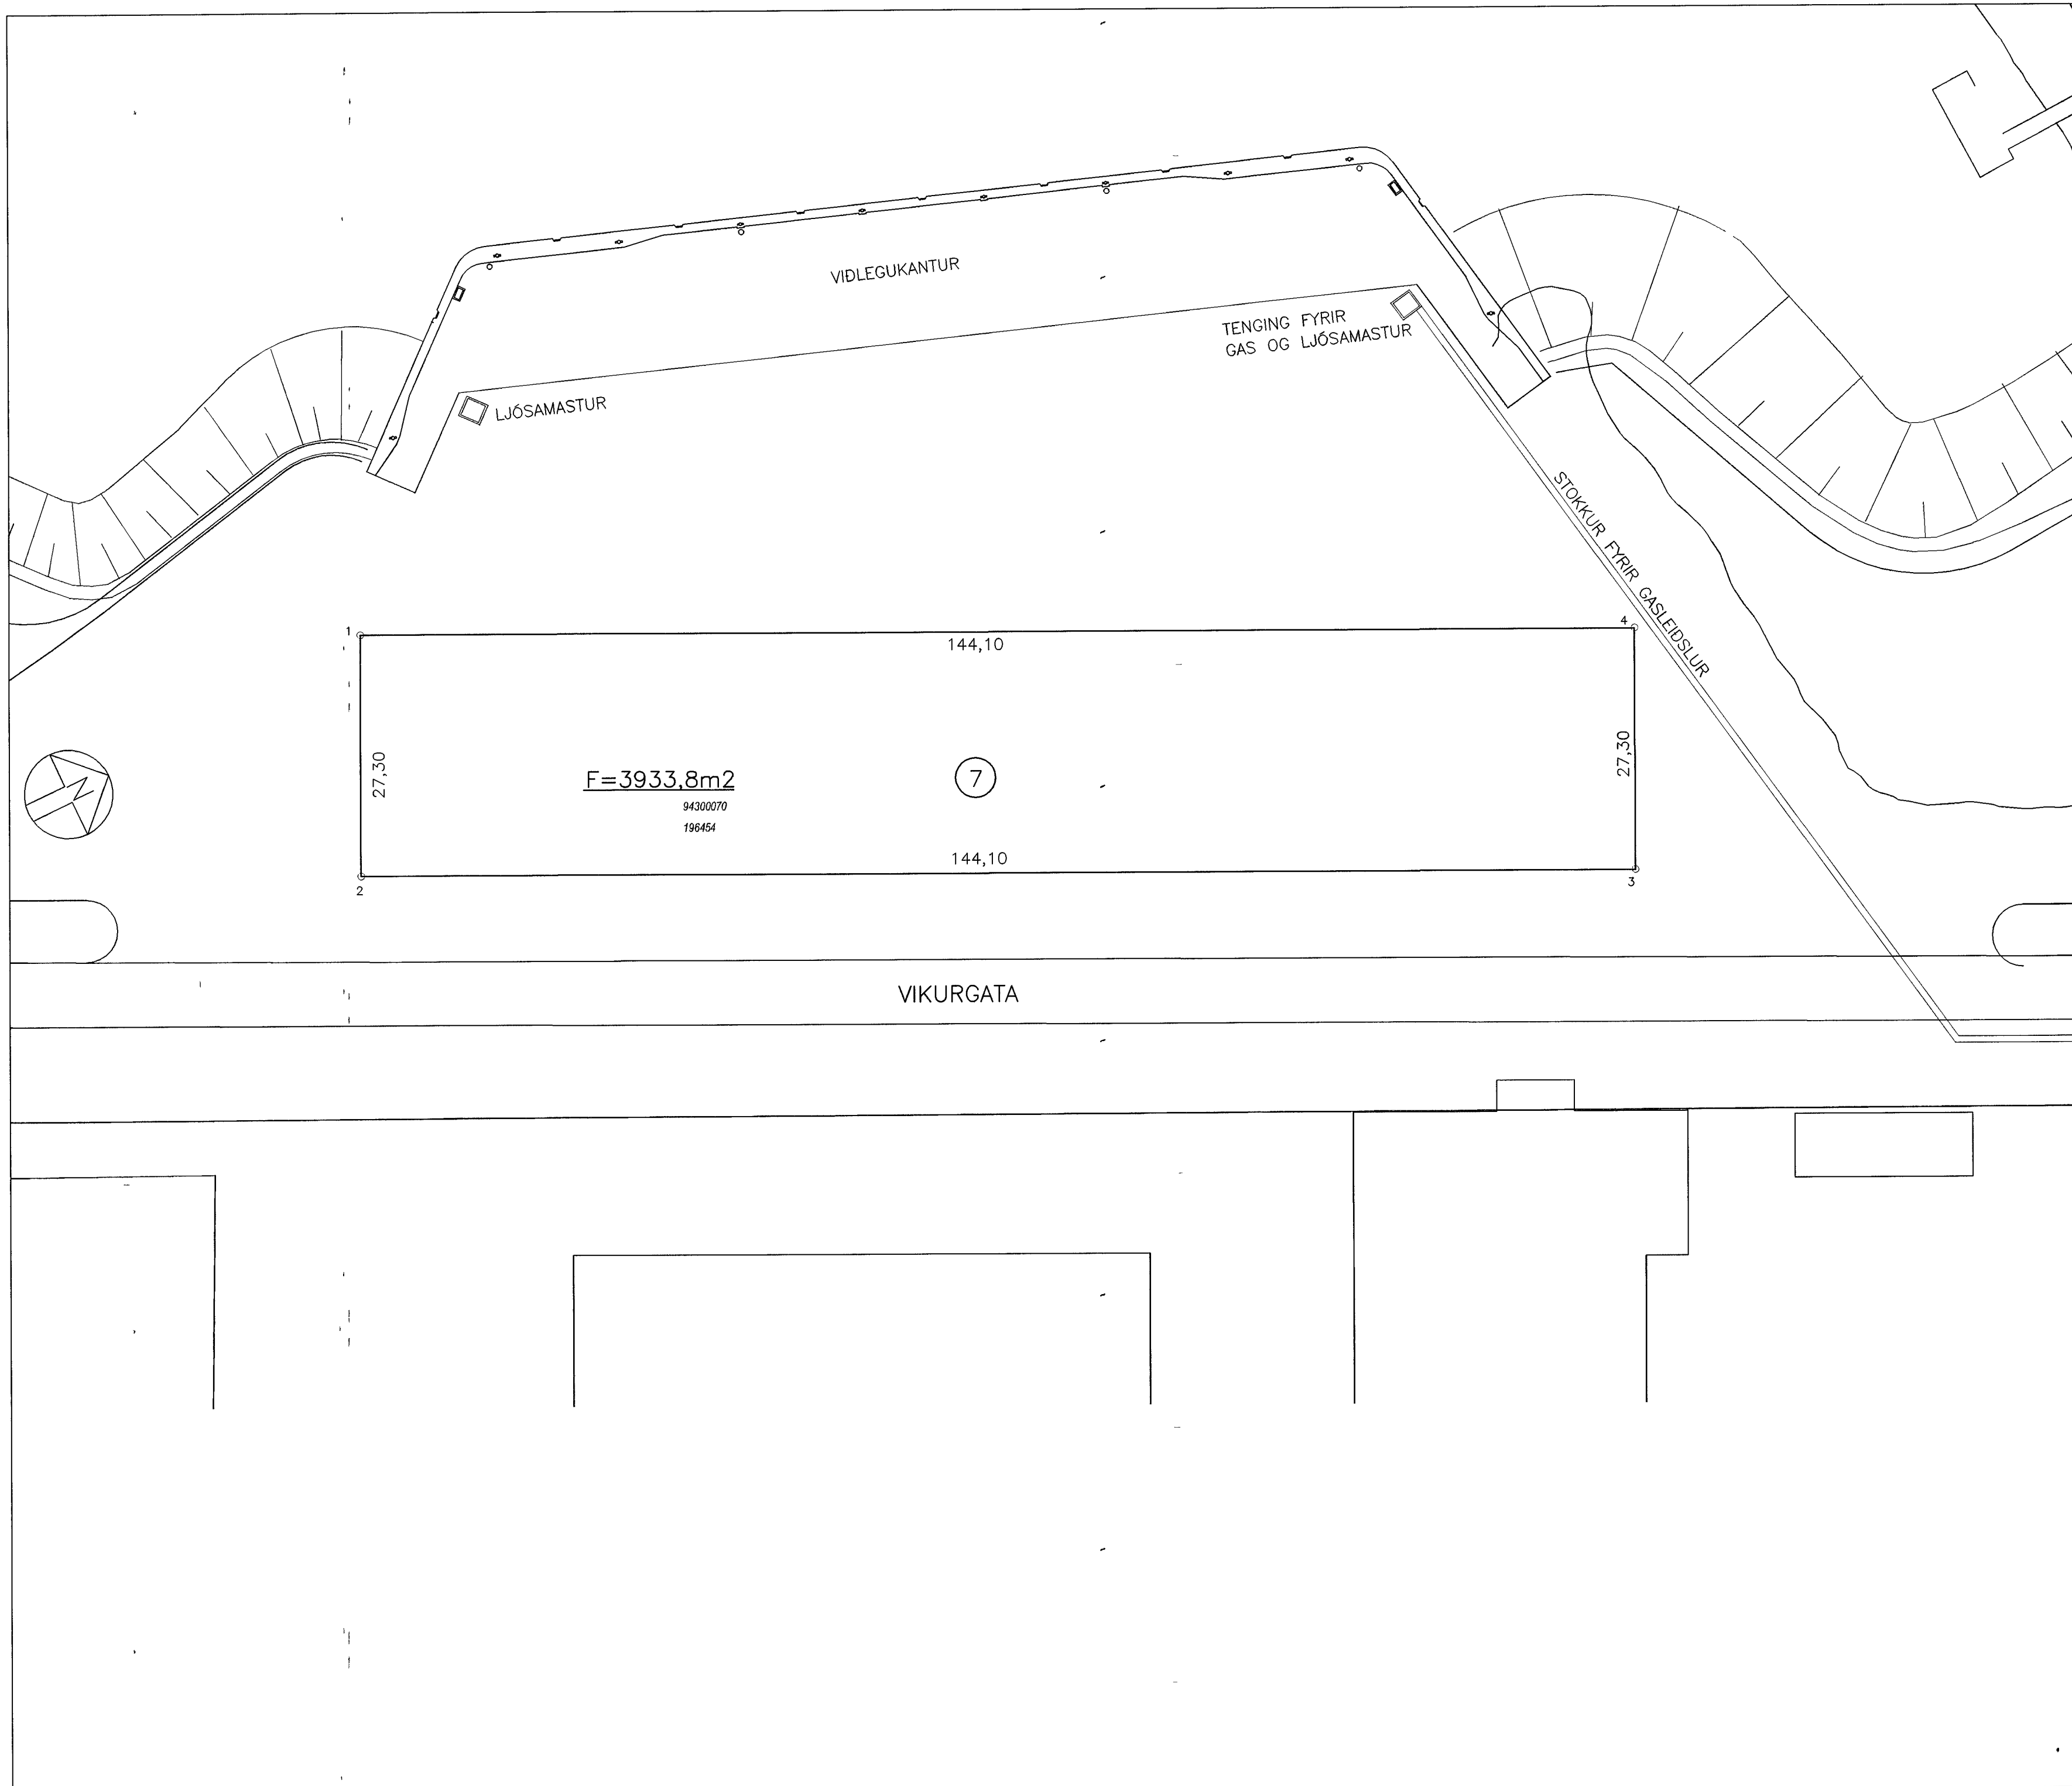 VIÐLEGUKANTUR
TENGING FYRIR
GAS OG LJÓSAMASTUR
LJÓSAMASTUR
STOKKUR FYRIR GASLEIDSLUR
1
4
144,10
27,30
27,30
F=3933,8m2
7
94300070
196454
144,10
2
3
VIKURGATA